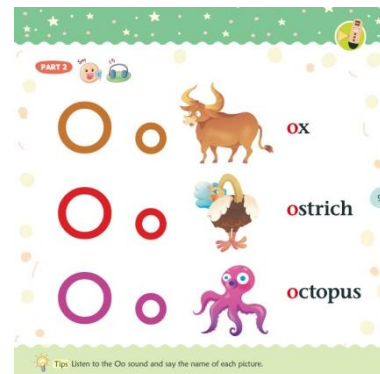 PART 2
O o
ox
O o
ostrich
O o
octopus
Tips Listen to the Oo sound and say the name of each picture.